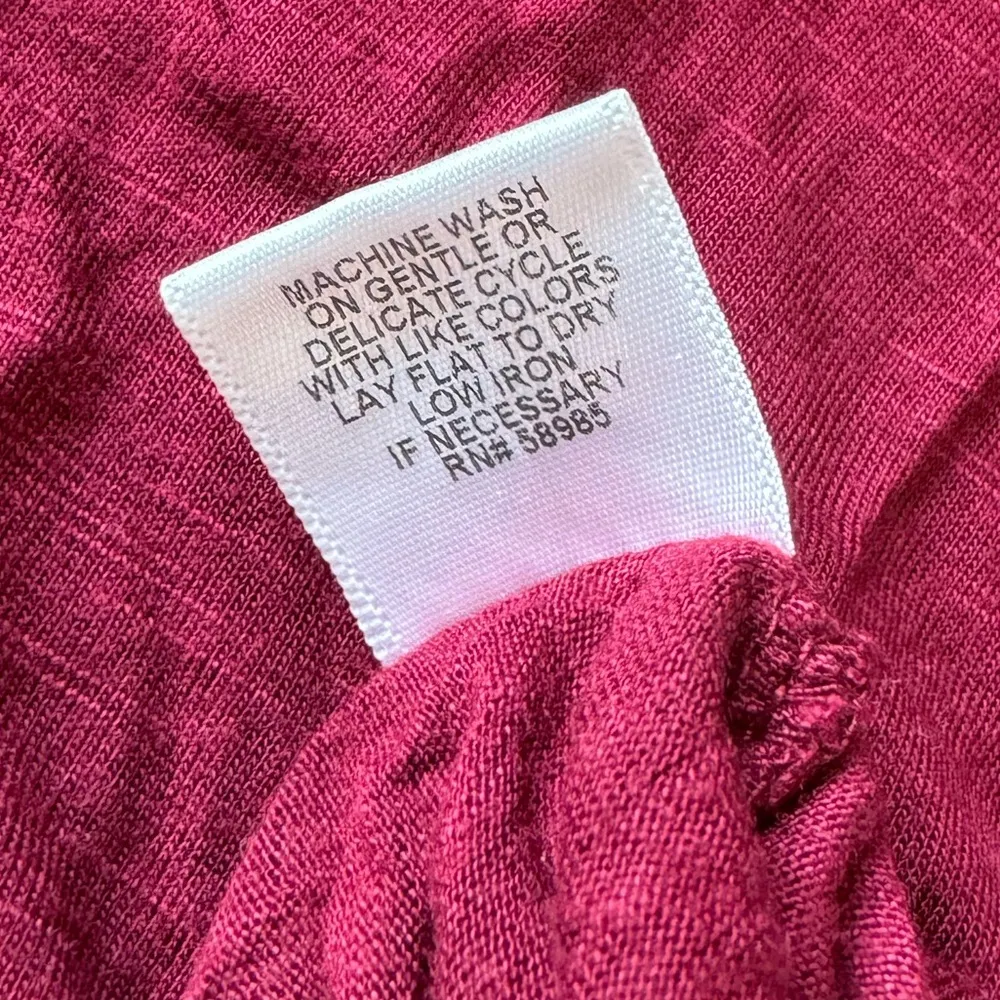 MACHINE WASH
ON GENTLE OR
DELICATE CYCLE
WITH LIKE COLORS
LAY FLAT TO DRY
LOW IRON
IF NECESSARY
RN# 58985